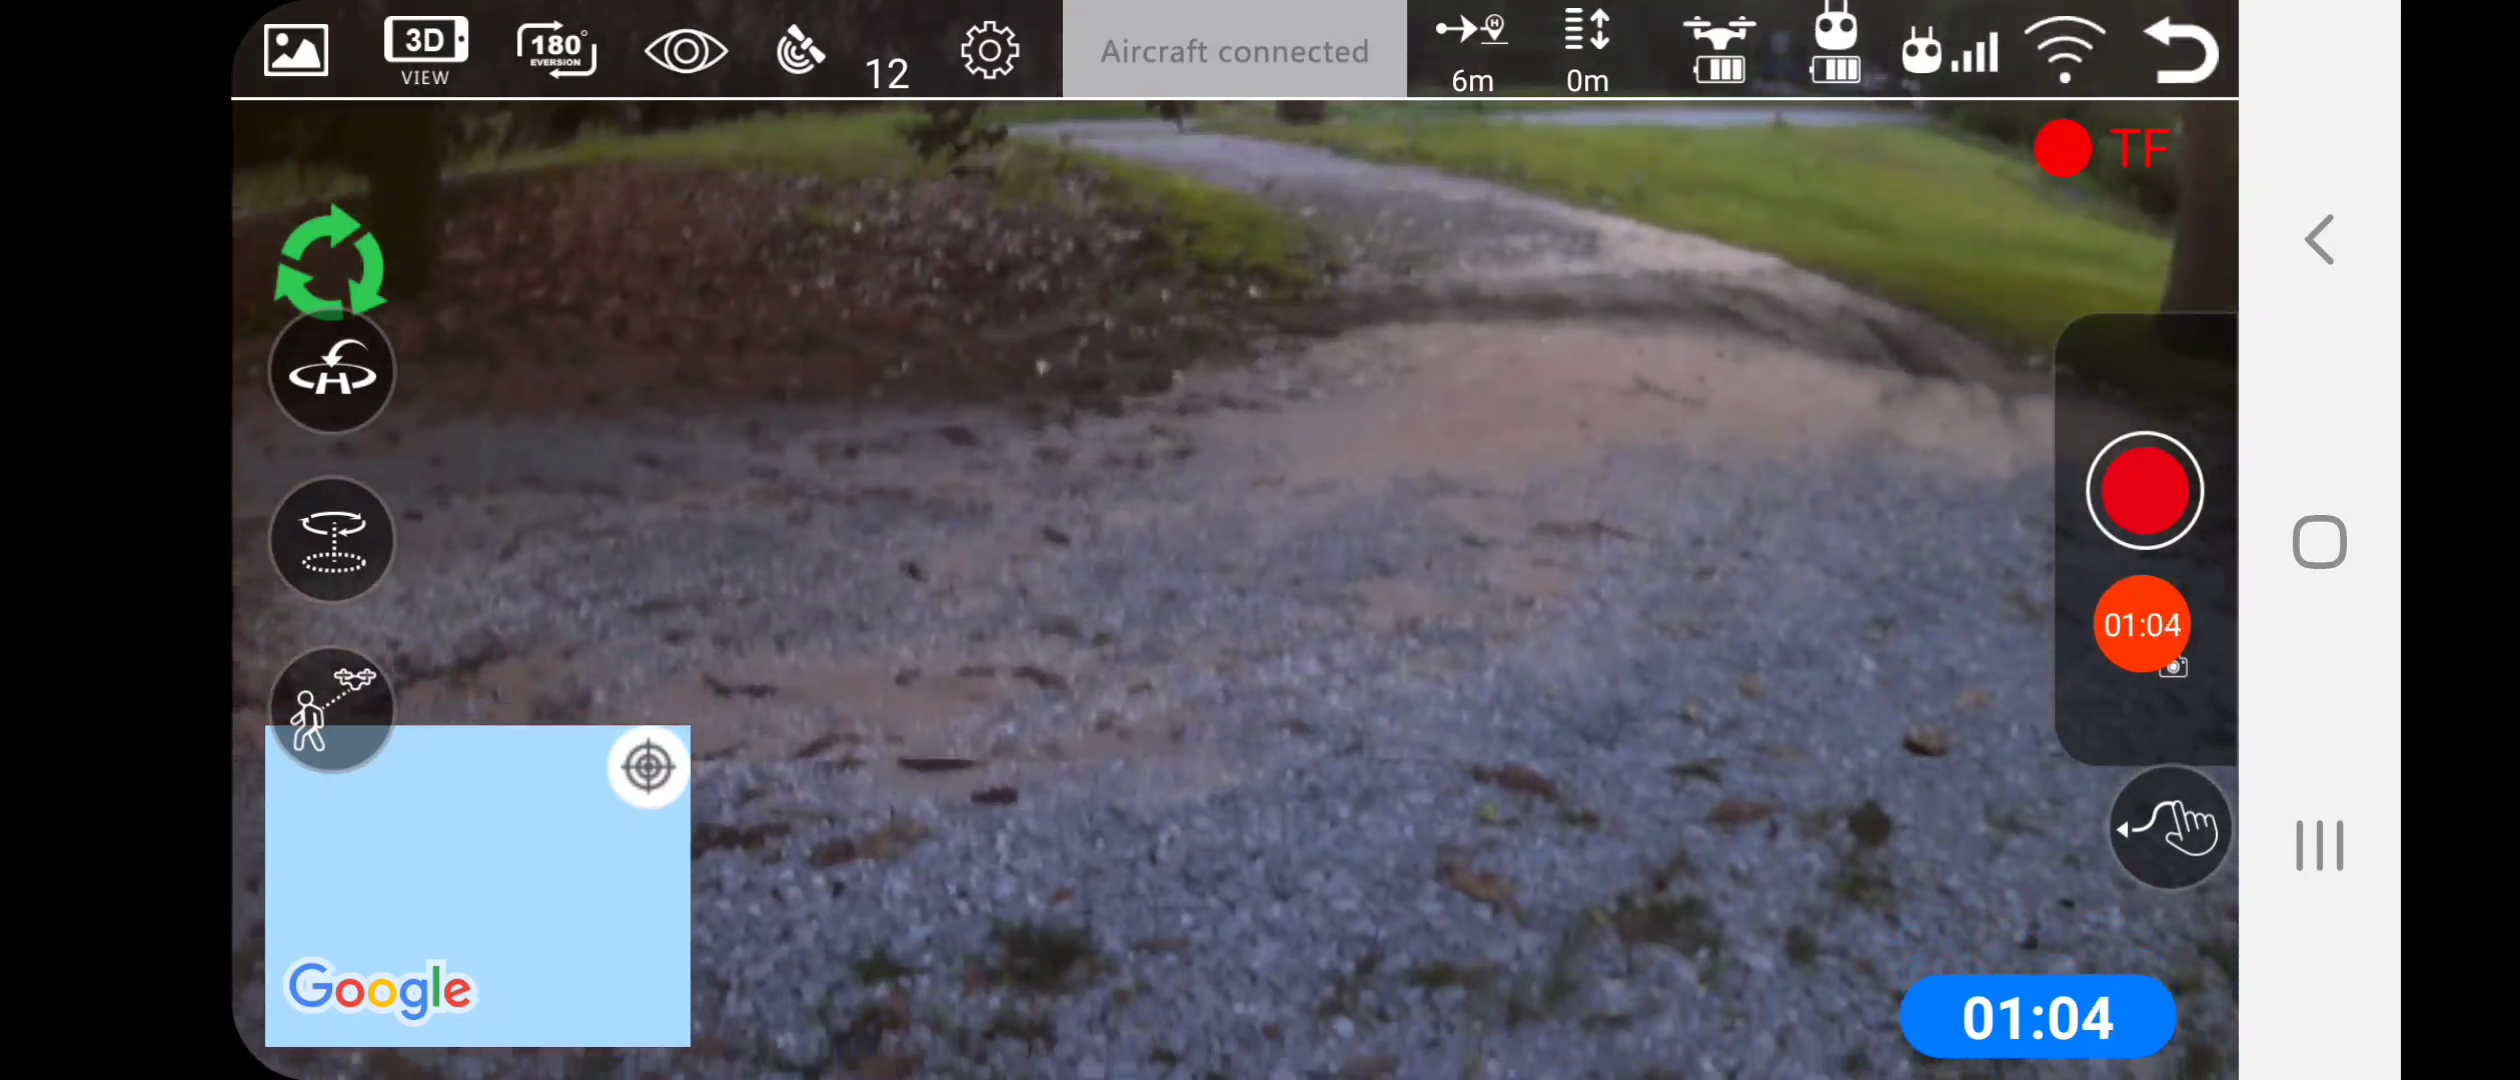 3D
VIEW
180°
EVERSION
12
Aircraft connected
6m
H
0m
TF
H
01:04
Google
01:04